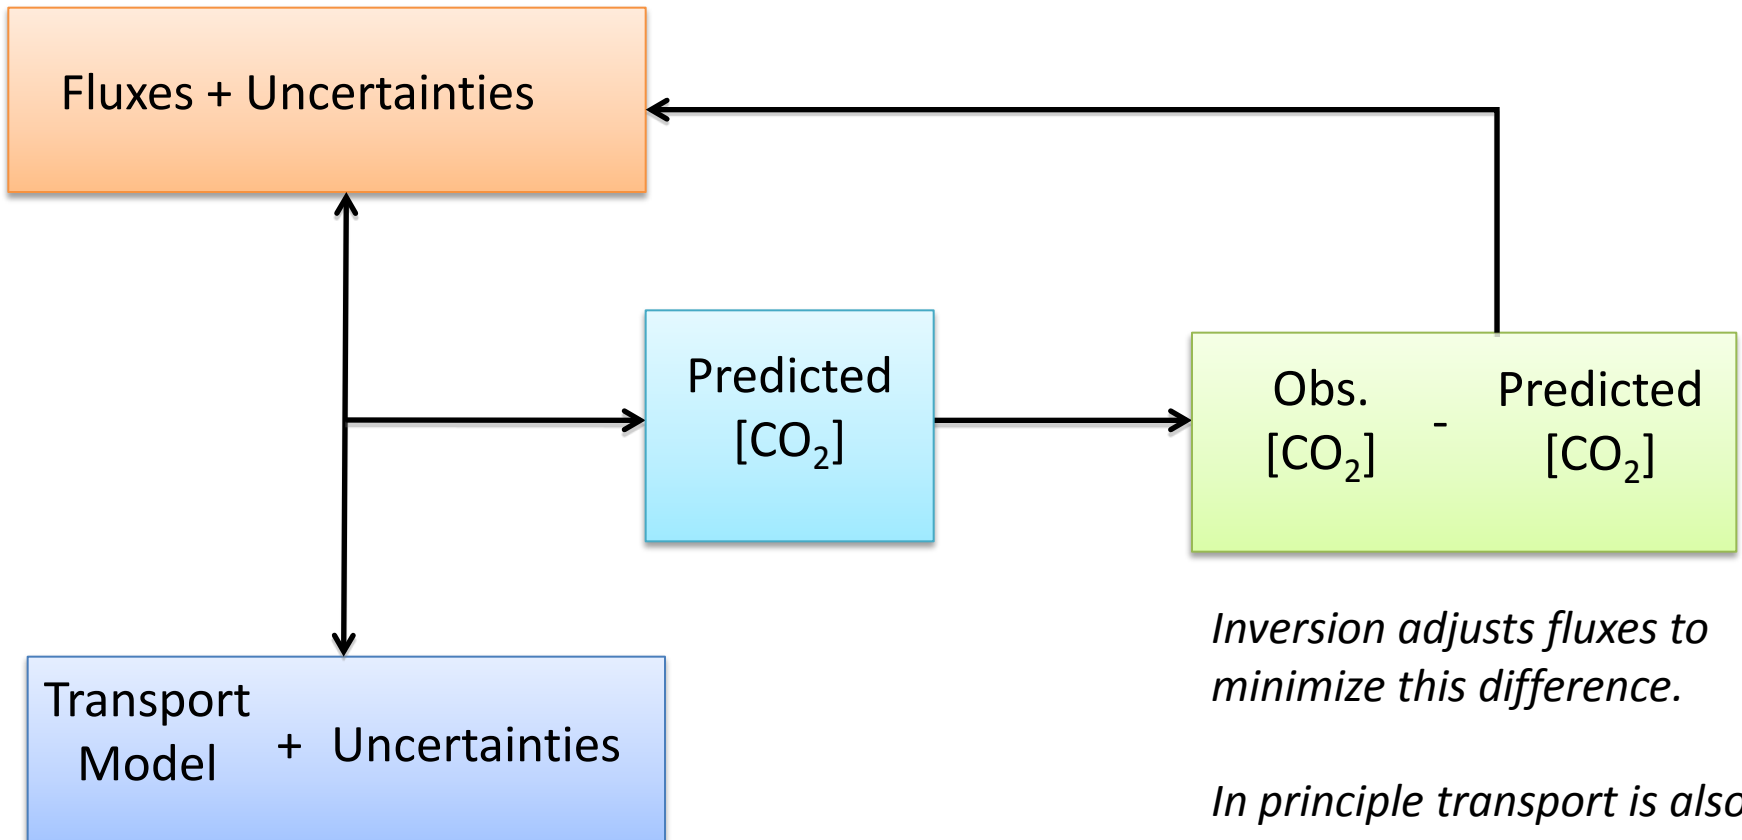 Fluxes + Uncertainties
Predicted
[CO₂]
Obs. - Predicted
[CO₂] [CO₂]
Transport
Model + Uncertainties
Inversion adjusts fluxes to
minimize this difference.
In principle transport is also